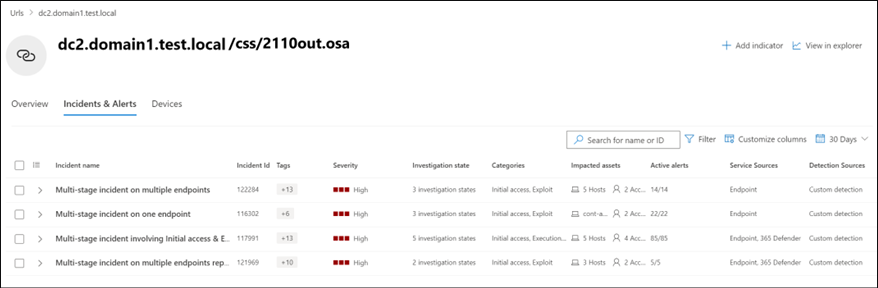 Urls > dc2.domain1.test.local
dc2.domain1.test.local /css/2110out.osa
Add indicator View in explorer
Overview Incidents & Alerts Devices
Search for name or ID Filter Customize columns 30 Days
Incident name Incident Id Tags Severity Investigation state Categories Impacted assets Active alerts Service Sources Detection Sources
Multi-stage incident on multiple endpoints 122284 +13 High 3 investigation states Initial access, Exploit 5 Hosts 2 Acc... 14/14 Endpoint Custom detection
Multi-stage incident on one endpoint 116302 +6 High 3 investigation states Initial access, Exploit cont-a... 2 Acc... 22/22 Endpoint Custom detection
Multi-stage incident involving Initial access & E... 117991 +13 High 5 investigation states Initial access, Execution... 5 Hosts 4 Acc... 85/85 Endpoint, 365 Defender Custom detection
Multi-stage incident on multiple endpoints rep... 121969 +10 High 2 investigation states Initial access, Exploit 3 Hosts 2 Acc... 5/5 Endpoint, 365 Defender Custom detection